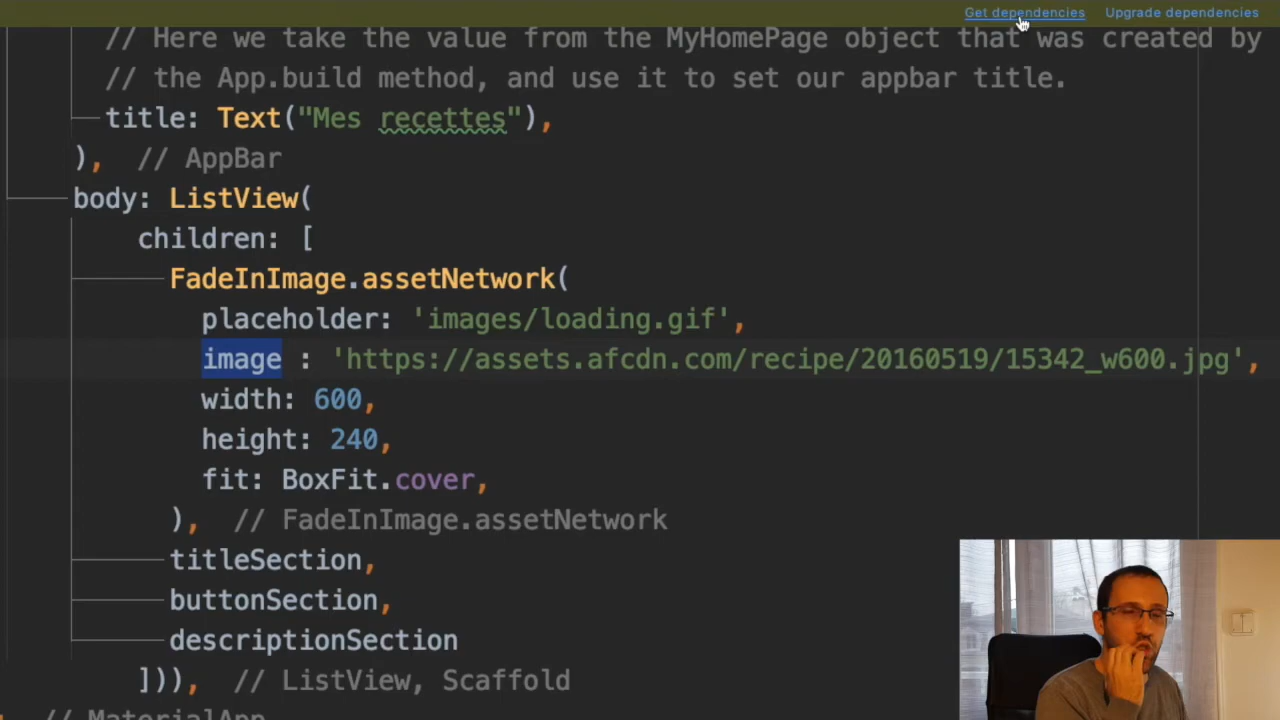 Get dependencies Upgrade dependencies
// Here we take the value from the MyHomePage object that was created by
// the App.build method, and use it to set our appbar title.
title: Text("Mes recettes"),
), // AppBar
body: ListView(
children: [
FadeInImage.assetNetwork(
placeholder: 'images/loading.gif',
image : 'https://assets.afcdn.com/recipe/20160519/15342_w600.jpg',
width: 600,
height: 240,
fit: BoxFit.cover,
), // FadeInImage.assetNetwork
titleSection,
buttonSection,
descriptionSection
])), // ListView, Scaffold
// MaterialApp